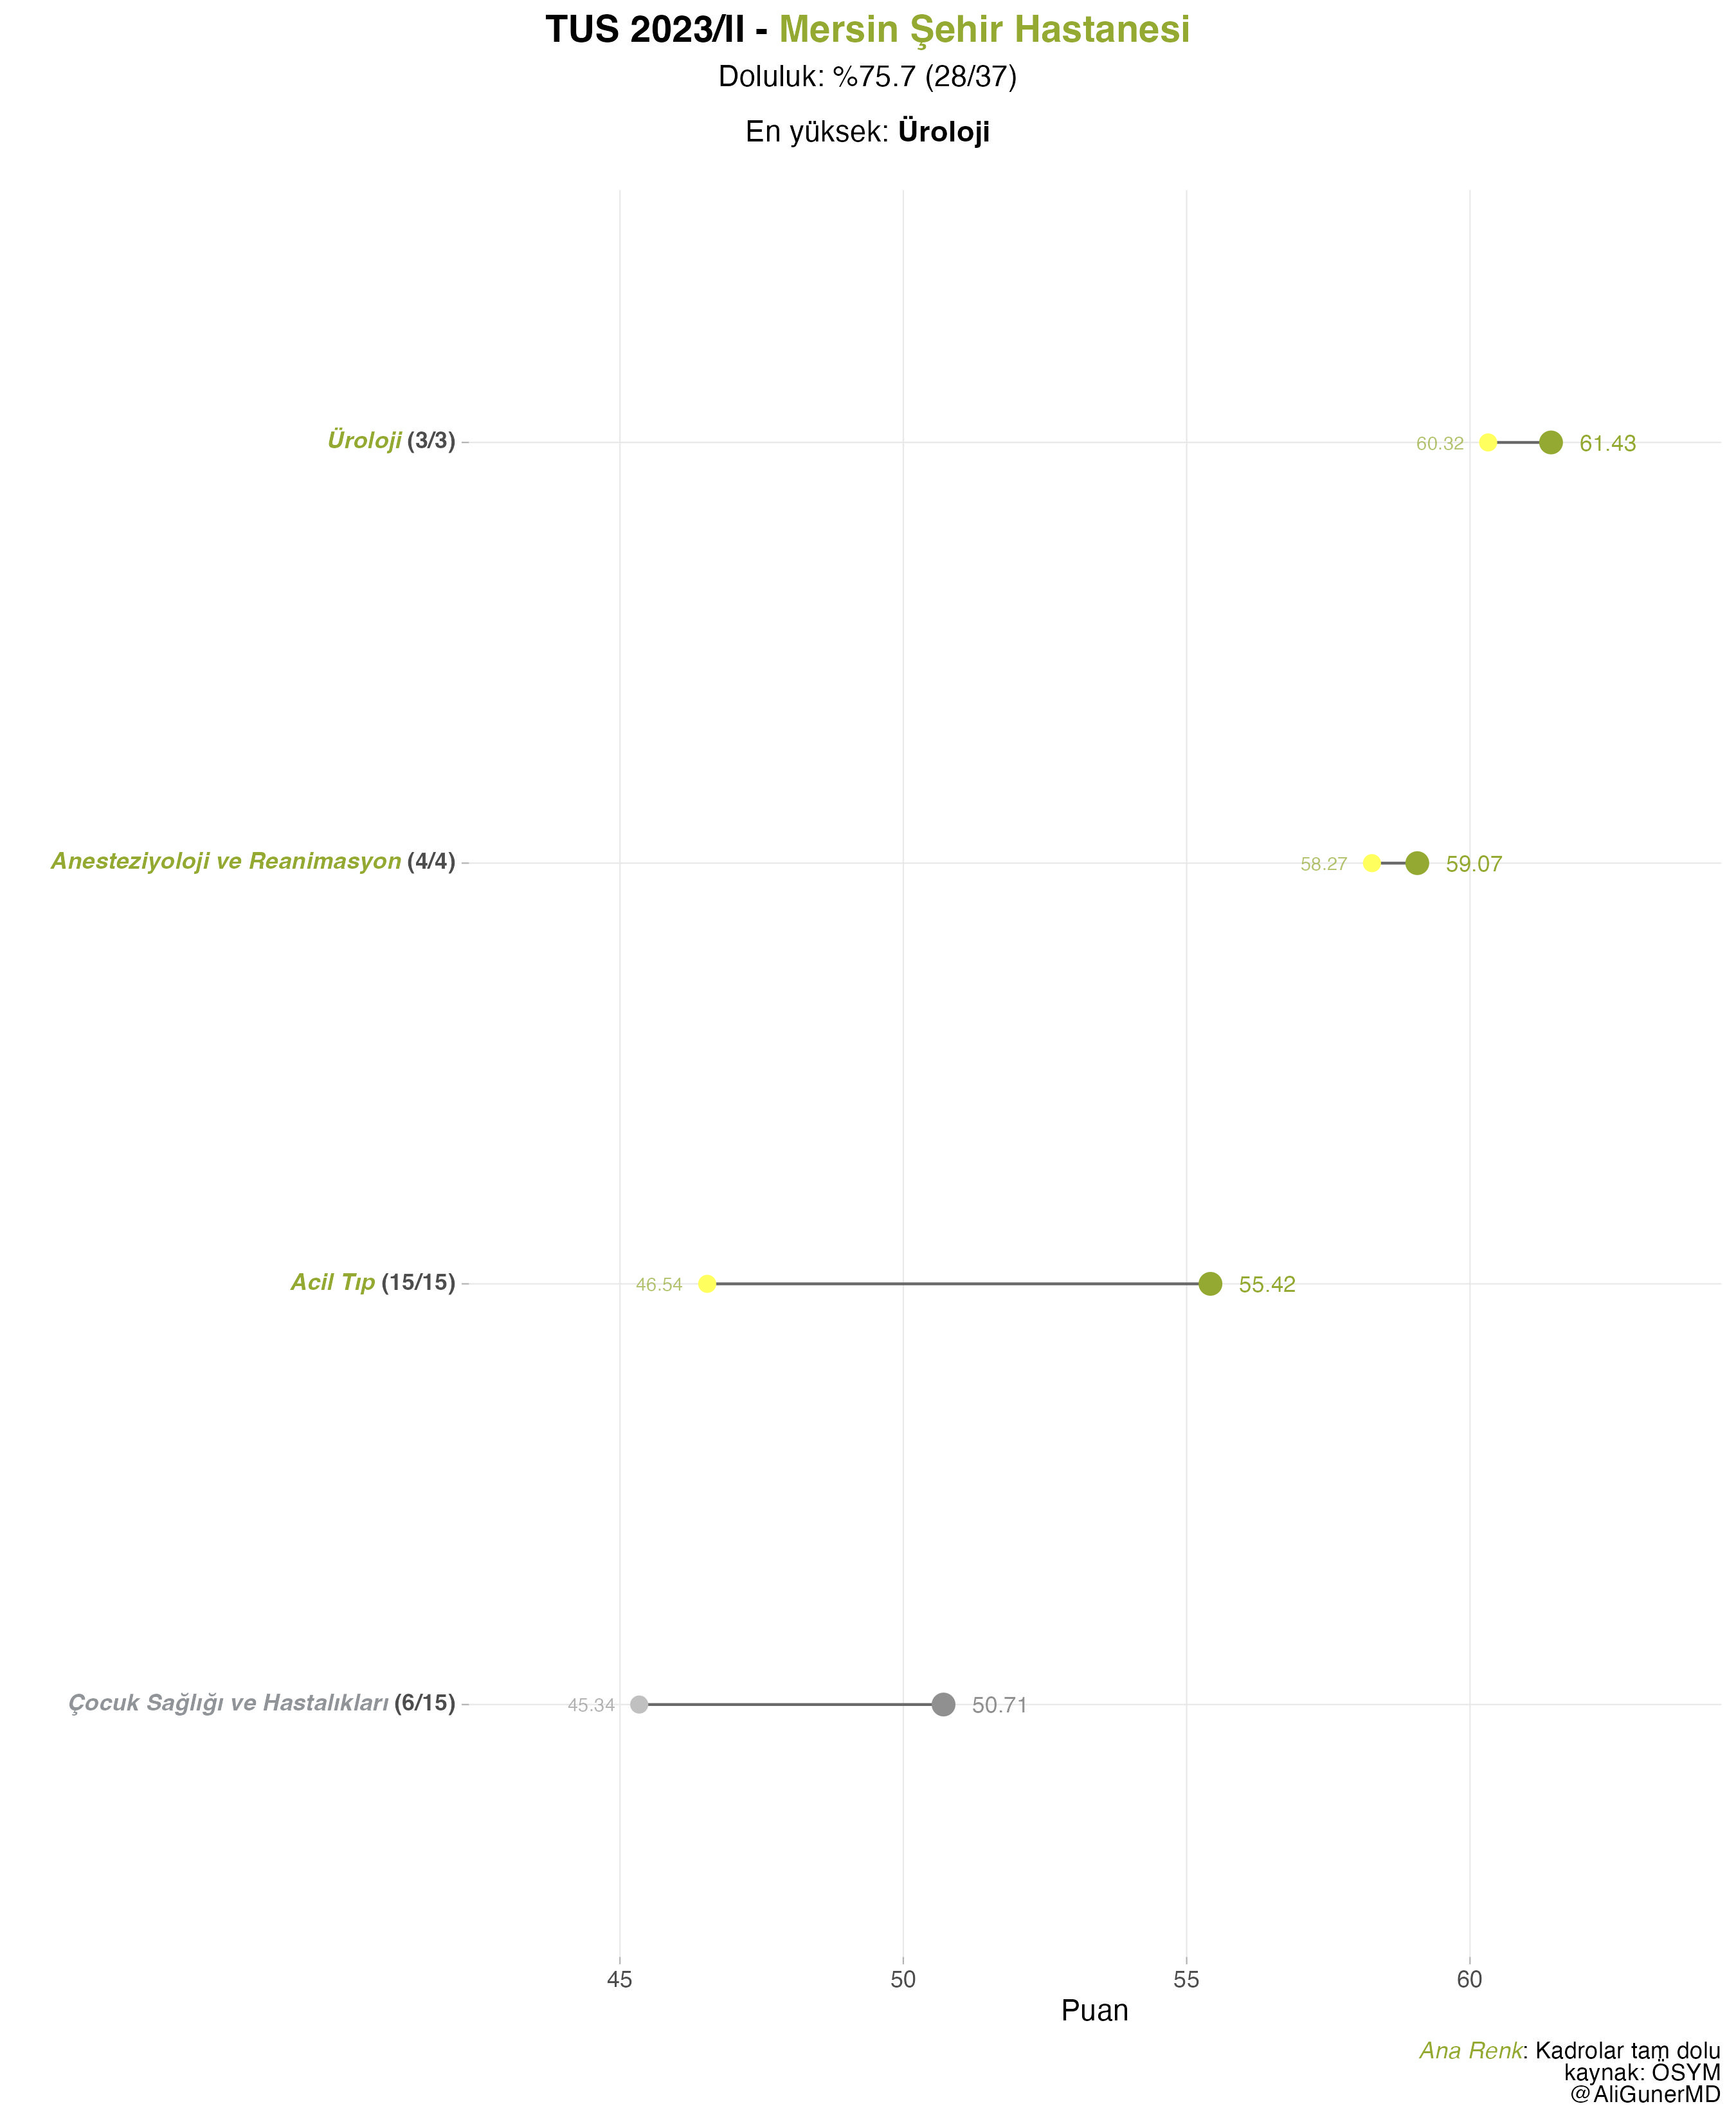 TUS 2023/II - Mersin Şehir Hastanesi
Doluluk: %75.7 (28/37)
En yüksek: Üroloji
Üroloji (3/3)
60.32
61.43
Anesteziyoloji ve Reanimasyon (4/4)
58.27
59.07
Acil Tıp (15/15)
46.54
55.42
Çocuk Sağlığı ve Hastalıkları (6/15)
45.34
50.71
45 50 55 60
Puan
Ana Renk: Kadrolar tam dolu
kaynak: ÖSYM
@AliGunerMD